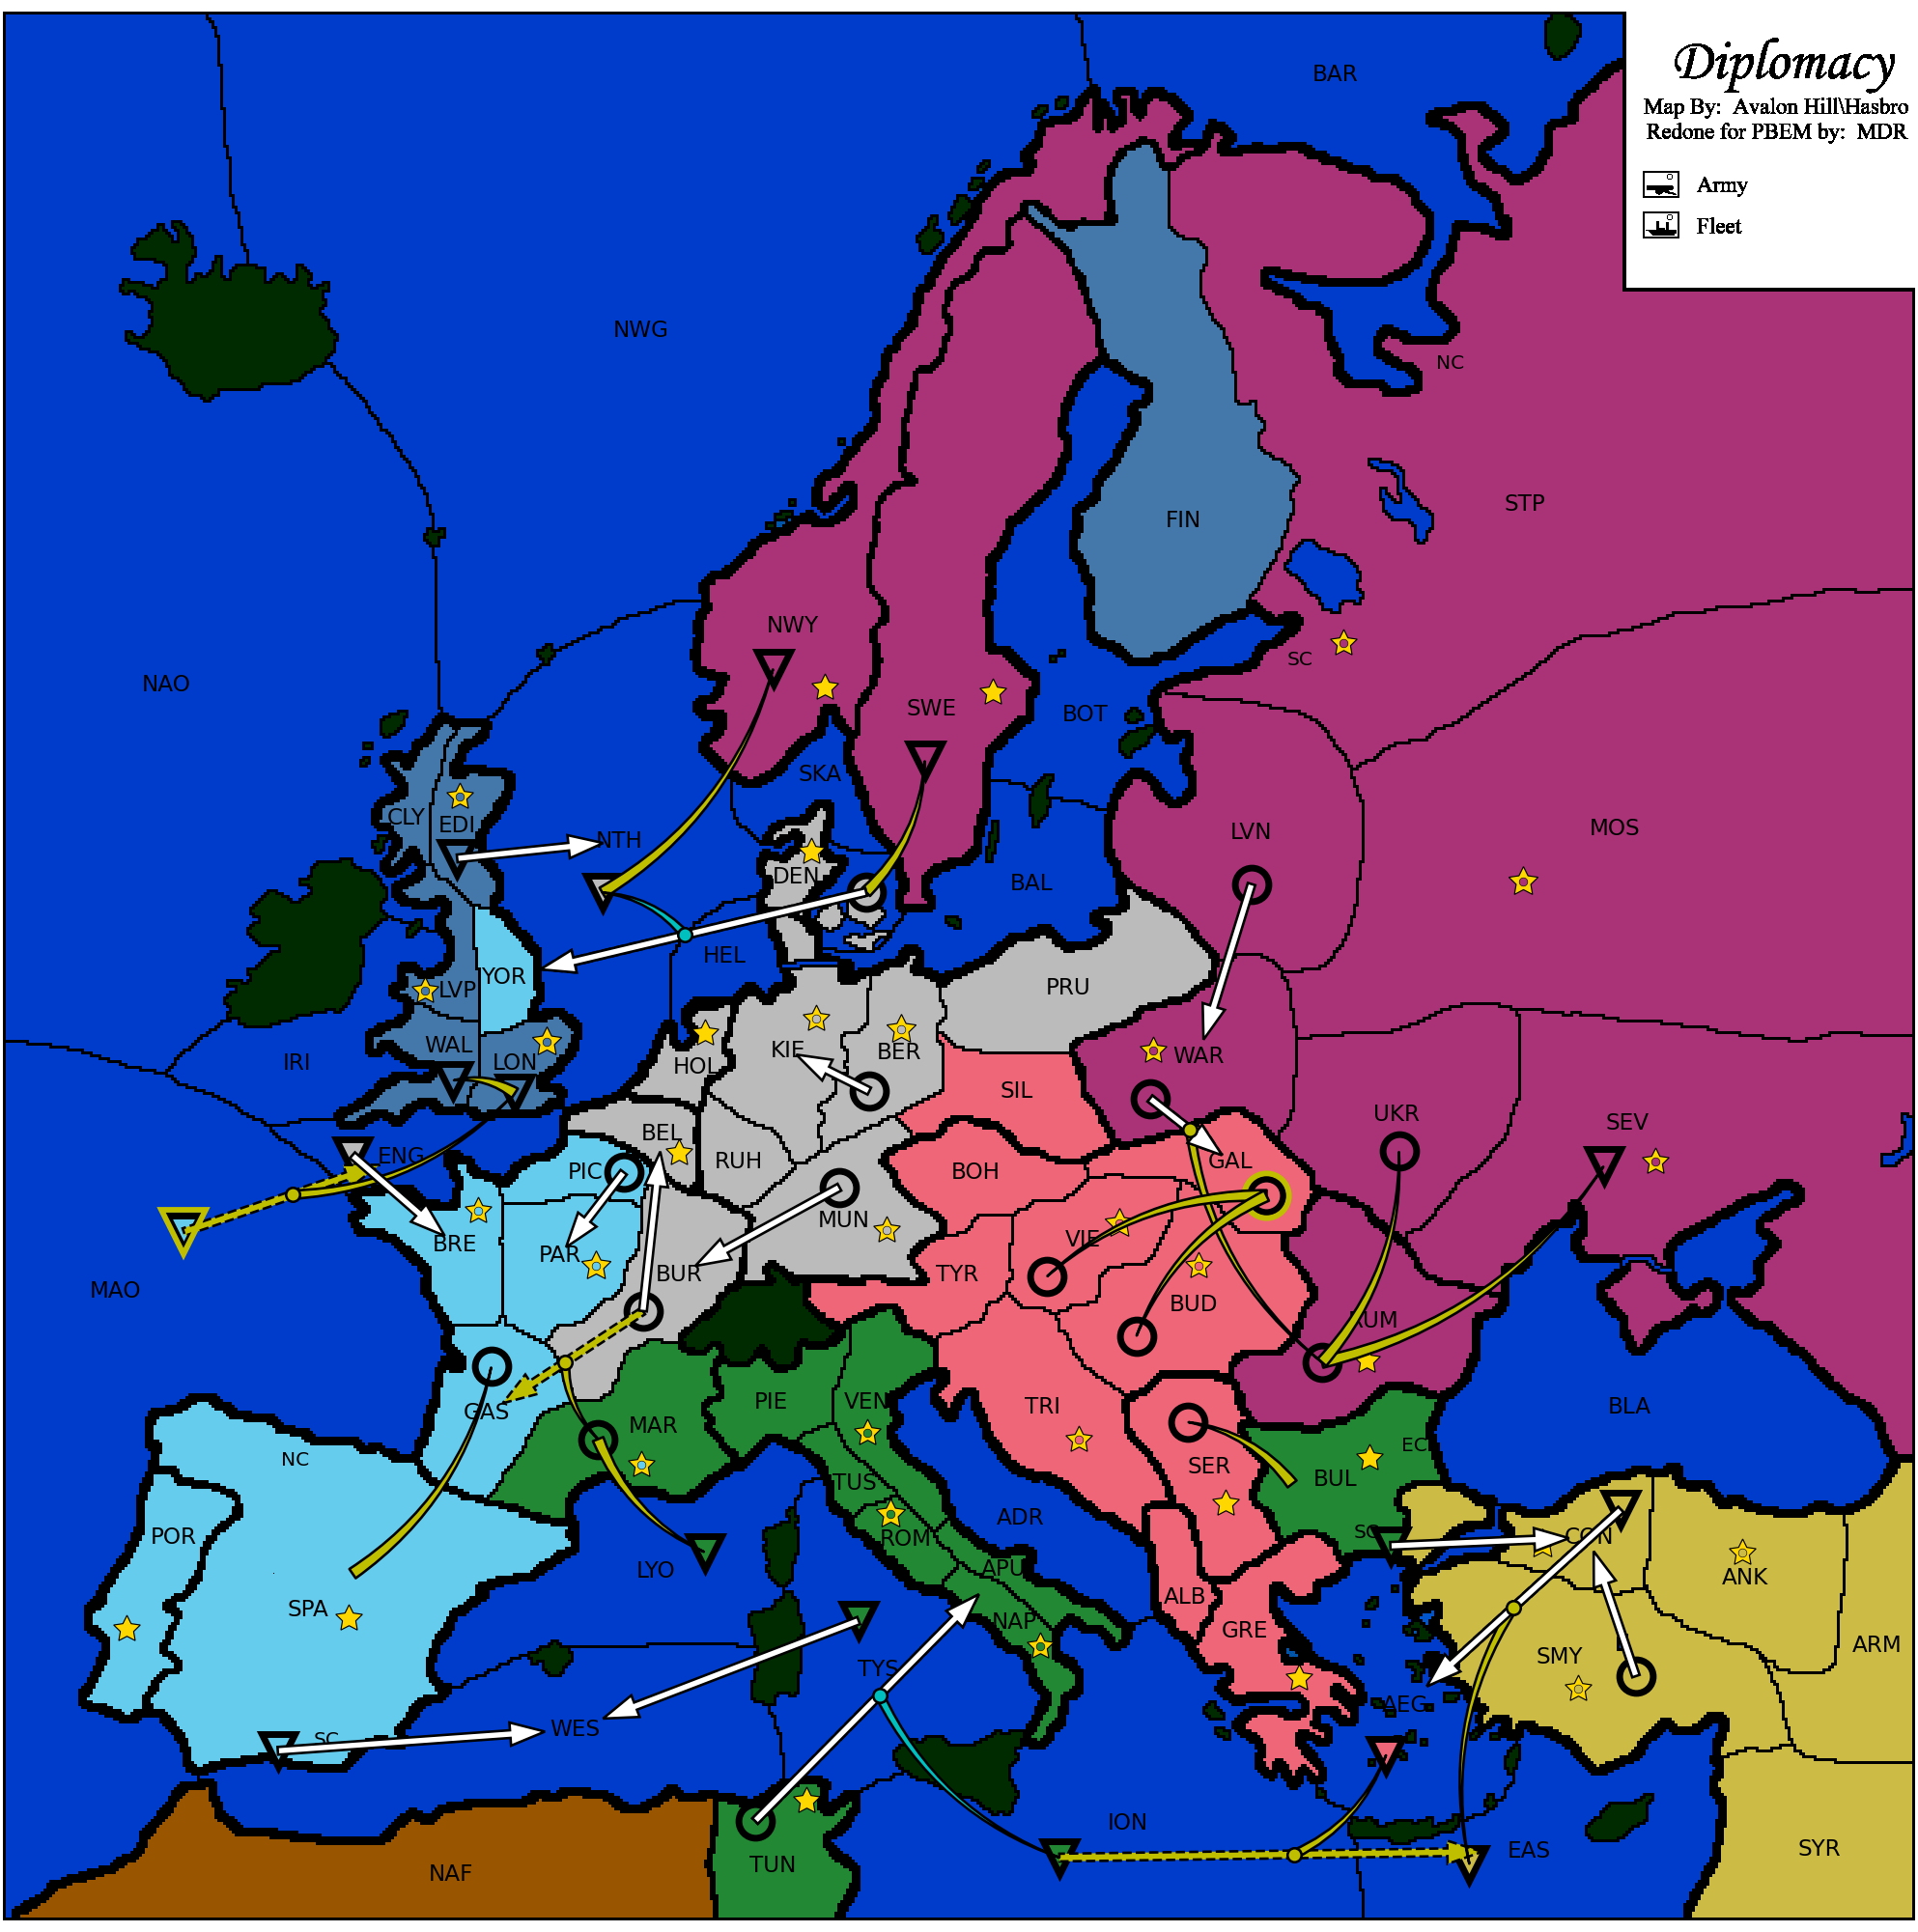 Diplomacy
Map By:  Avalon Hill\Hasbro
Redone for PBEM by:  MDR
Army
Fleet
BAR
NWG
NC
STP
FIN
NWY
SC
NAO
SWE
BOT
SKA
CLY
EDI
NTH
LVN
MOS
DEN
BAL
HEL
YOR
LVP
PRU
WAL
LON
IRI
HOL
KIE
BER
WAR
SIL
UKR
SEV
BEL
ENG
PIC
RUH
BOH
GAL
MUN
BRE
PAR
VIE
BUR
TYR
MAO
BUD
RUM
GAS
MAR
PIE
VEN
TRI
BLA
NC
EC
SER
BUL
TUS
POR
ROM
ADR
SC
CON
LYO
APU
ANK
SPA
ALB
NAP
GRE
SMY
ARM
TYS
AEG
WES
SC
ION
EAS
SYR
TUN
NAF